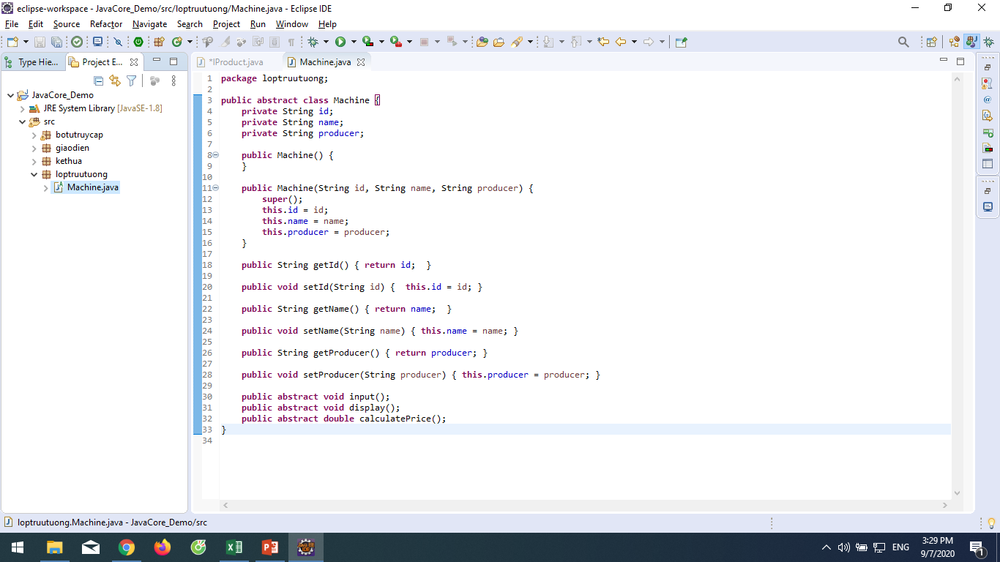 eclipse-workspace - JavaCore_Demo/src/loptruutuong/Machine.java - Eclipse IDE
File Edit Source Refactor Navigate Search Project Run Window Help
Type Hie... Project E...
*IProduct.java Machine.java
JavaCore_Demo
JRE System Library [JavaSE-1.8]
src
botutruycap
giaodien
kethua
loptruutuong
Machine.java
1 package loptruutuong;
2
3 public abstract class Machine {
4 private String id;
5 private String name;
6 private String producer;
7
8 public Machine() {
9 }
10
11 public Machine(String id, String name, String producer) {
12 super();
13 this.id = id;
14 this.name = name;
15 this.producer = producer;
16 }
17
18 public String getId() { return id;  }
19
20 public void setId(String id) {  this.id = id; }
21
22 public String getName() { return name;  }
23
24 public void setName(String name) { this.name = name; }
25
26 public String getProducer() { return producer; }
27
28 public void setProducer(String producer) { this.producer = producer; }
29
30 public abstract void input();
31 public abstract void display();
32 public abstract double calculatePrice();
33 }
34
loptruutuong.Machine.java - JavaCore_Demo/src
ENG
3:29 PM
9/7/2020
1